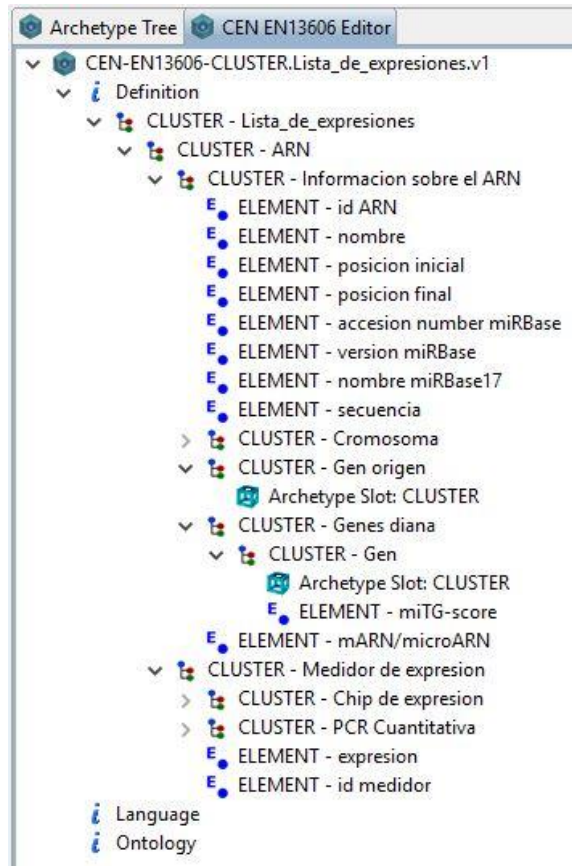 Archetype Tree CEN EN13606 Editor
CEN-EN13606-CLUSTER.Lista_de_expresiones.v1
Definition
CLUSTER - Lista_de_expresiones
CLUSTER - ARN
CLUSTER - Informacion sobre el ARN
ELEMENT - id ARN
ELEMENT - nombre
ELEMENT - posicion inicial
ELEMENT - posicion final
ELEMENT - accesion number miRBase
ELEMENT - version miRBase
ELEMENT - nombre miRBase17
ELEMENT - secuencia
CLUSTER - Cromosoma
CLUSTER - Gen origen
Archetype Slot: CLUSTER
CLUSTER - Genes diana
CLUSTER - Gen
Archetype Slot: CLUSTER
ELEMENT - miTG-score
ELEMENT - mARN/microARN
CLUSTER - Medidor de expresion
CLUSTER - Chip de expresion
CLUSTER - PCR Cuantitativa
ELEMENT - expresion
ELEMENT - id medidor
Language
Ontology